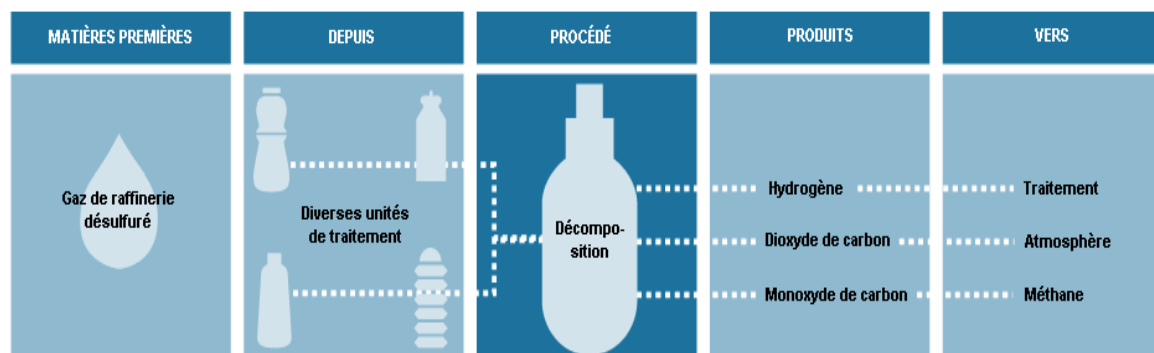 MATIÈRES PREMIÈRES
DEPUIS
PROCÉDÉ
PRODUITS
VERS
Gaz de raffinerie
désulfuré
Diverses unités
de traitement
Décompo-
sition
Hydrogène
Traitement
Dioxyde de carbon
Atmosphère
Monoxyde de carbon
Méthane